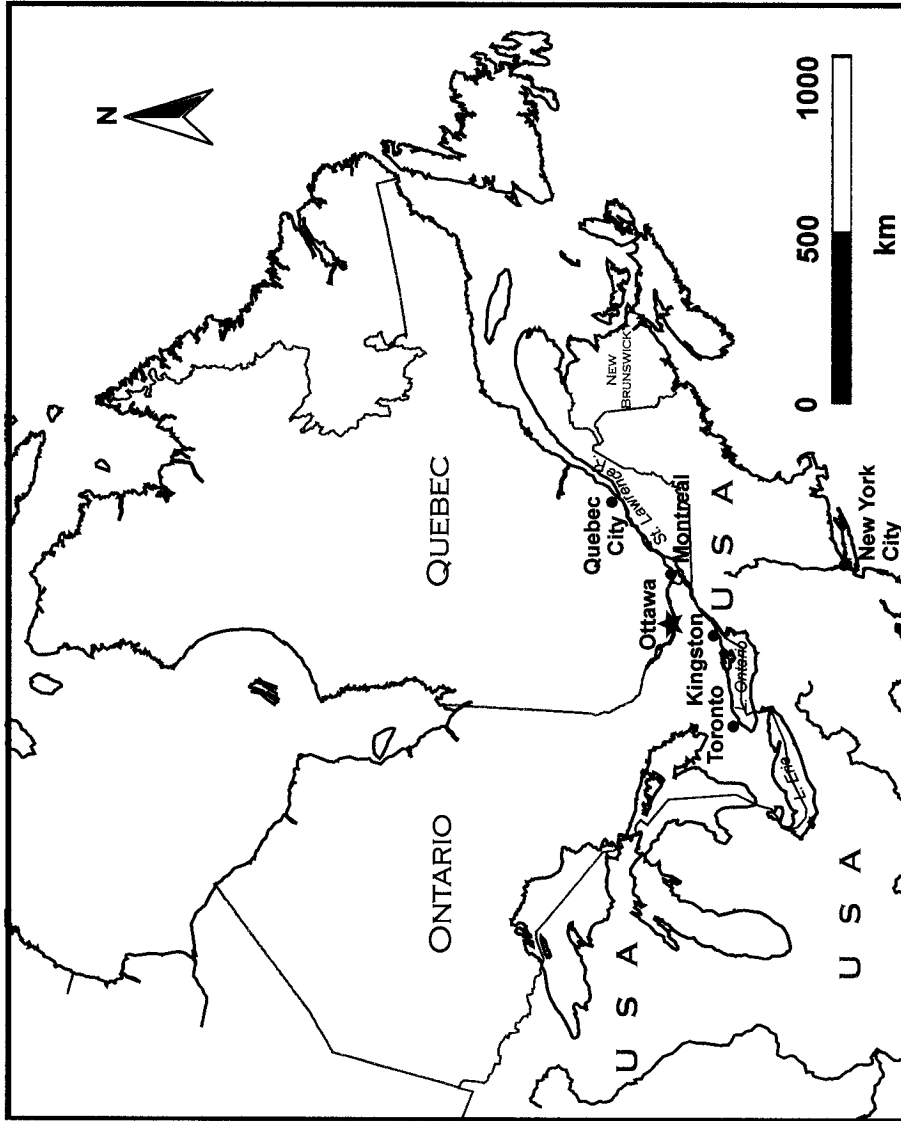 N
QUEBEC
ONTARIO
NEW
BRUNSWICK
Quebec
City
St. Lawrence R.
Montreal
Ottawa
Kingston
Toronto
L. Ontario
L. Erie
U S A
U S A
U S A
New York
City
0 500 1000
km